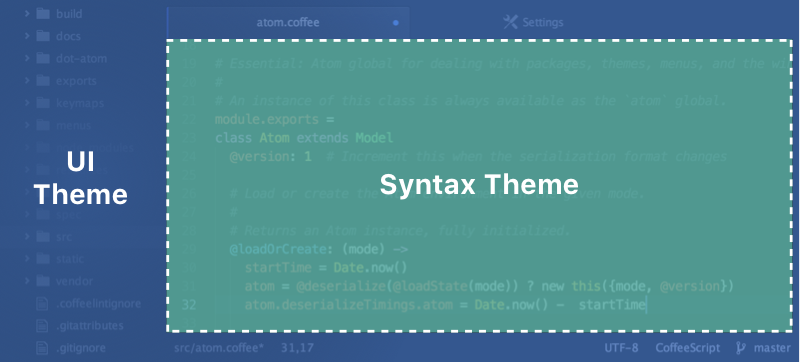 build
docs
dot-atom
exports
keymaps
menus
src
static
vendor
.coffeelintignore
.gitattributes
.gitignore
UI
Theme
atom.coffee
Settings
# Essential: Atom global for dealing with packages, themes, menus, and the
#
# An instance of this class is always available as the `atom` global.
module.exports =
class Atom extends Model
@version: 1 # Increment this when the serialization format changes
# Load or create the
given mode.
#
# Returns an Atom instance, fully initialized.
@loadOrCreate: (mode) ->
startTime = Date.now()
atom = @deserialize(@loadState(mode)) ? new this({mode, @version})
32 atom.deserializeTimings.atom = Date.now() - startTime
Syntax Theme
src/atom.coffee* 31,17
UTF-8 CoffeeScript master